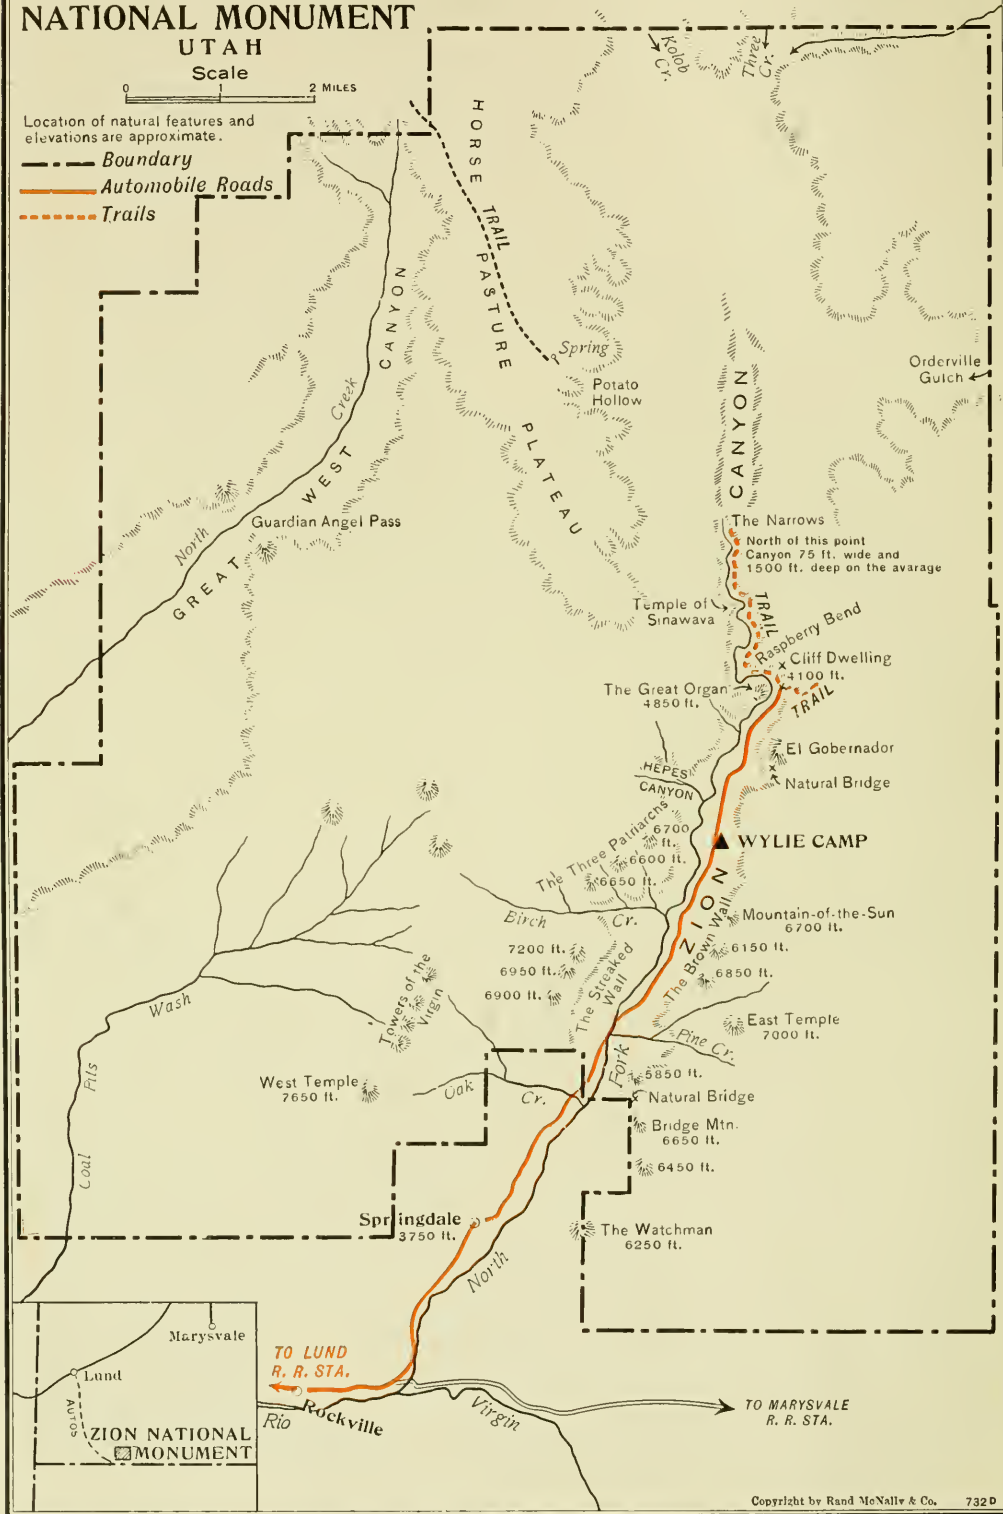 NATIONAL MONUMENT
UTAH
Scale
0 1 2 MILES
Location of natural features and
elevations are approximate.
Boundary
Automobile Roads
Trails
Kolob
Cr.
Three
Cr.
HORSE
TRAIL
PASTURE
PLATEAU
Spring
Potato
Hollow
Orderville
Gulch
North Creek
GREAT WEST CANYON
Guardian Angel Pass
CANYON
The Narrows
North of this point
Canyon 75 ft. wide and
1500 ft. deep on the avarage
Temple of
Sinawava
TRAIL
Raspberry Bend
Cliff Dwelling
4100 ft.
The Great Organ
4850 ft.
TRAIL
El Gobernador
HEPES
CANYON
Natural Bridge
The Three Patriarchs
6700
ft.
6600 ft.
6650 ft.
WYLIE CAMP
ZION
Birch Cr.
Mountain-of-the-Sun
6700 ft.
The Brown Wall
7200 ft.
6150 ft.
6950 ft.
6850 ft.
6900 ft.
The Streaked
Wall
Towers of the
Virgin
Wash
East Temple
7000 ft.
Pine Cr.
Fork
5850 ft.
West Temple
7650 ft.
Oak Cr.
Natural Bridge
Bridge Mtn.
6650 ft.
6450 ft.
Coal Pits
Springdale
3750 ft.
The Watchman
6250 ft.
North
Marysvale
Lund
AUTOS
ZION NATIONAL
MONUMENT
TO LUND
R. R. STA.
Rockville
Rio
Virgin
TO MARYSVALE
R. R. STA.
Copyright by Rand McNally & Co. 732D